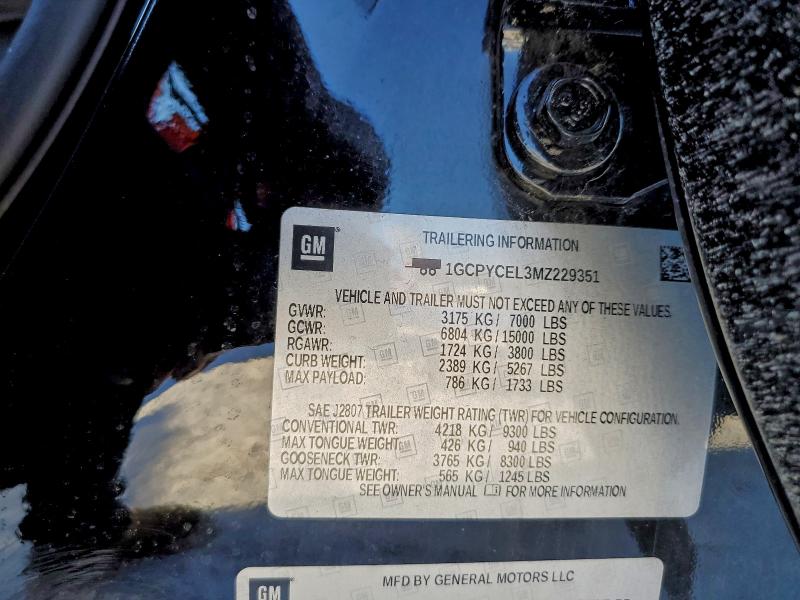 GM
TRAILERING INFORMATION
1GCPYCEL3MZ229351
VEHICLE AND TRAILER MUST NOT EXCEED ANY OF THESE VALUES.
GVWR: 3175 KG/ 7000 LBS
GCWR: 6804 KG/15000 LBS
RGAWR: 1724 KG/ 3800 LBS
CURB WEIGHT: 2389 KG/ 5267 LBS
MAX PAYLOAD: 786 KG/ 1733 LBS
SAE J2807 TRAILER WEIGHT RATING (TWR) FOR VEHICLE CONFIGURATION.
CONVENTIONAL TWR: 4218 KG/ 9300 LBS
MAX TONGUE WEIGHT: 426 KG/ 940 LBS
GOOSENECK TWR: 3765 KG/ 8300 LBS
MAX TONGUE WEIGHT: 565 KG/ 1245 LBS
SEE OWNER'S MANUAL FOR MORE INFORMATION
GM
MFD BY GENERAL MOTORS LLC